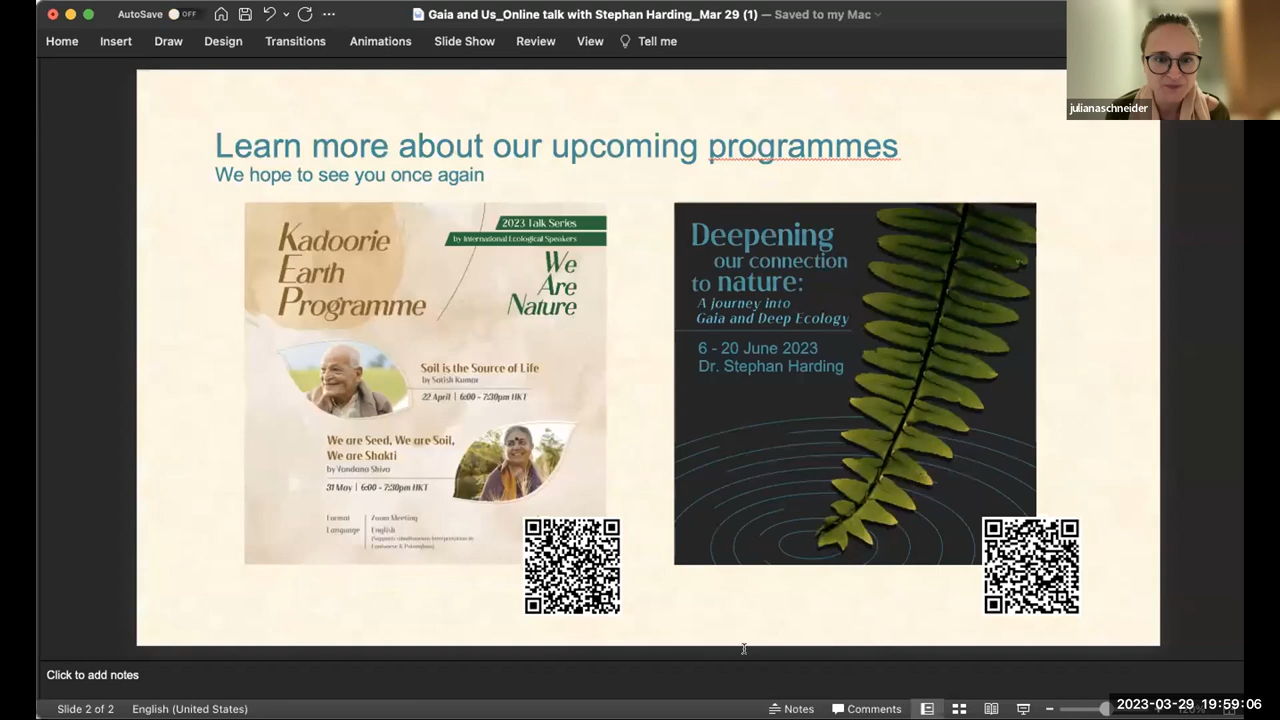 AutoSave OFF
Gaia and Us_Online talk with Stephan Harding_Mar 29 (1) — Saved to my Mac
Home Insert Draw Design Transitions Animations Slide Show Review View Tell me
julianaschneider
Learn more about our upcoming programmes
We hope to see you once again
Kadoorie
Earth
Programme
2023 Talk Series
by International Ecological Speakers
We
Are
Nature
Soil is the Source of Life
by Satish Kumar
22 April | 6:00 - 7:30pm HKT
We are Seed, We are Soil,
We are Shakti
by Vandana Shiva
31 May | 6:00 - 7:30pm HKT
Format Zoom Meeting
Language English
(Supports simultaneous interpretation in
Cantonese & Putonghua)
Deepening
our connection
to nature:
A journey into
Gaia and Deep Ecology
6 - 20 June 2023
Dr. Stephan Harding
Click to add notes
Slide 2 of 2 English (United States)
Notes Comments
2023-03-29 19:59:06